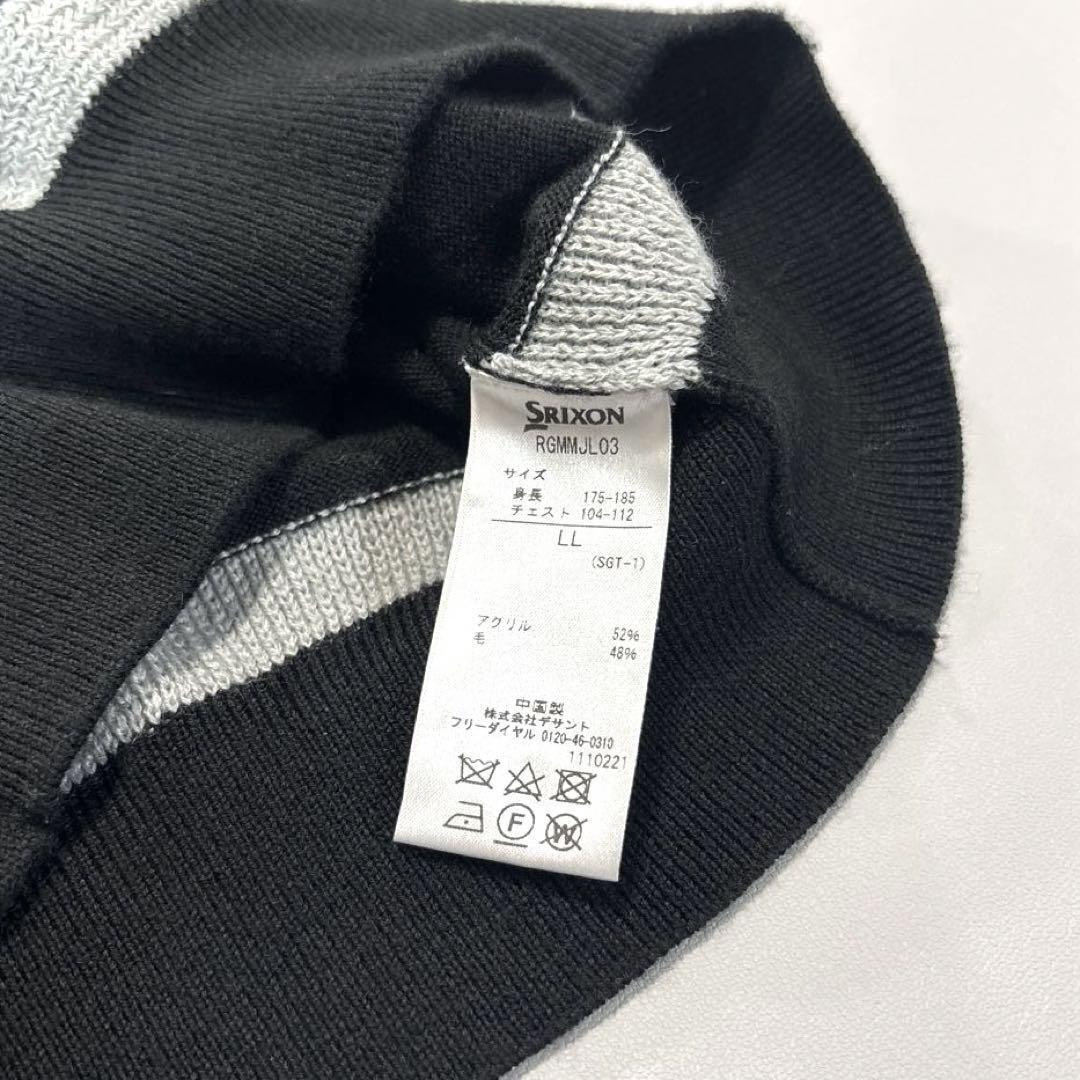 SRIXON
RGMMJL03
サイズ
身長 175-185
チェスト 104-112
LL
(SGT-1)
アクリル 52%
毛 48%
中国製
株式会社デサント
フリーダイヤル 0120-46-0310
1110221
F
W